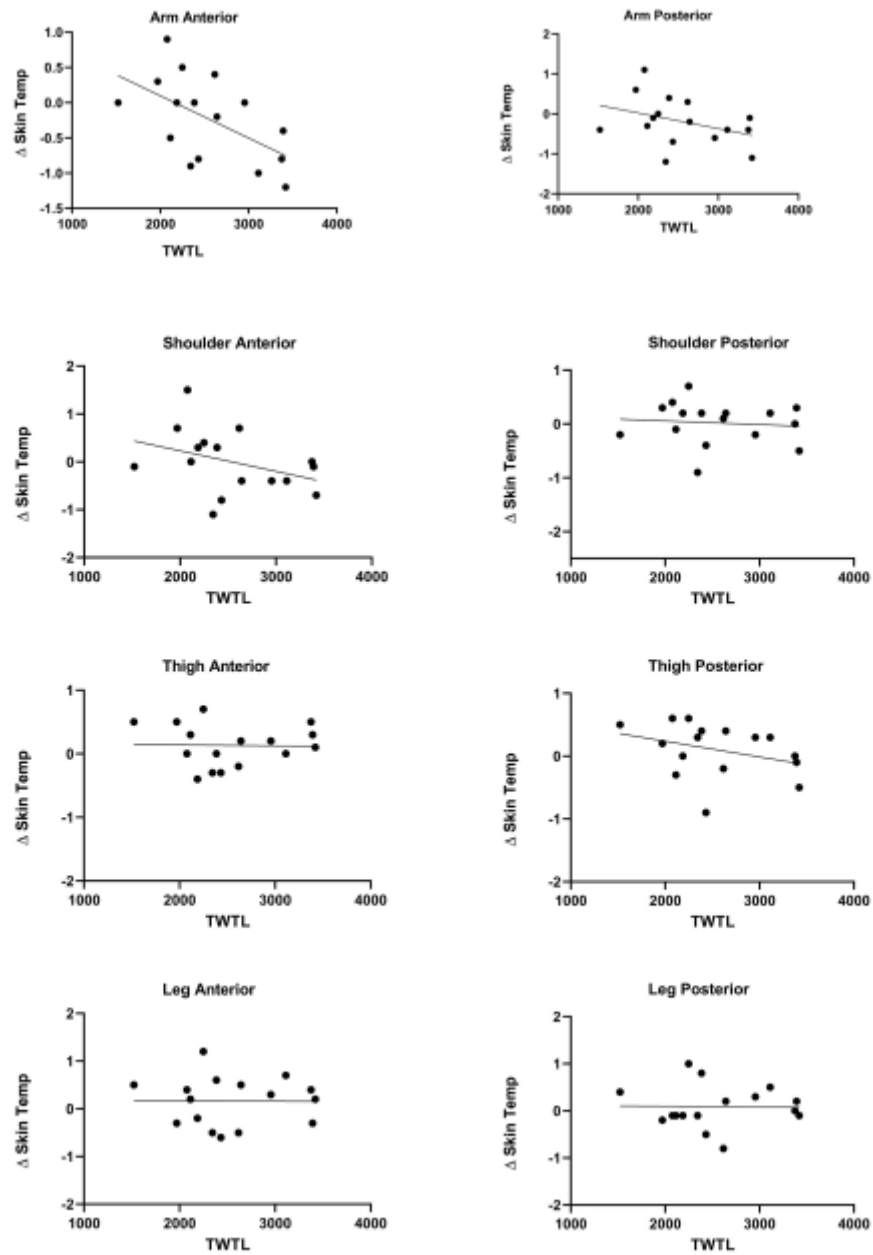 Arm Anterior
1.0
0.5
0.0
-0.5
-1.0
-1.5
Δ Skin Temp
1000 2000 3000 4000
TWTL
Arm Posterior
2
1
0
-1
-2
Δ Skin Temp
1000 2000 3000 4000
TWTL
Shoulder Anterior
2
1
0
-1
-2
Δ Skin Temp
1000 2000 3000 4000
TWTL
Shoulder Posterior
1
0
-1
-2
Δ Skin Temp
1000 2000 3000 4000
TWTL
Thigh Anterior
1
0
-1
-2
Δ Skin Temp
1000 2000 3000 4000
TWTL
Thigh Posterior
1
0
-1
-2
Δ Skin Temp
1000 2000 3000 4000
TWTL
Leg Anterior
2
1
0
-1
-2
Δ Skin Temp
1000 2000 3000 4000
TWTL
Leg Posterior
2
1
0
-1
-2
Δ Skin Temp
1000 2000 3000 4000
TWTL